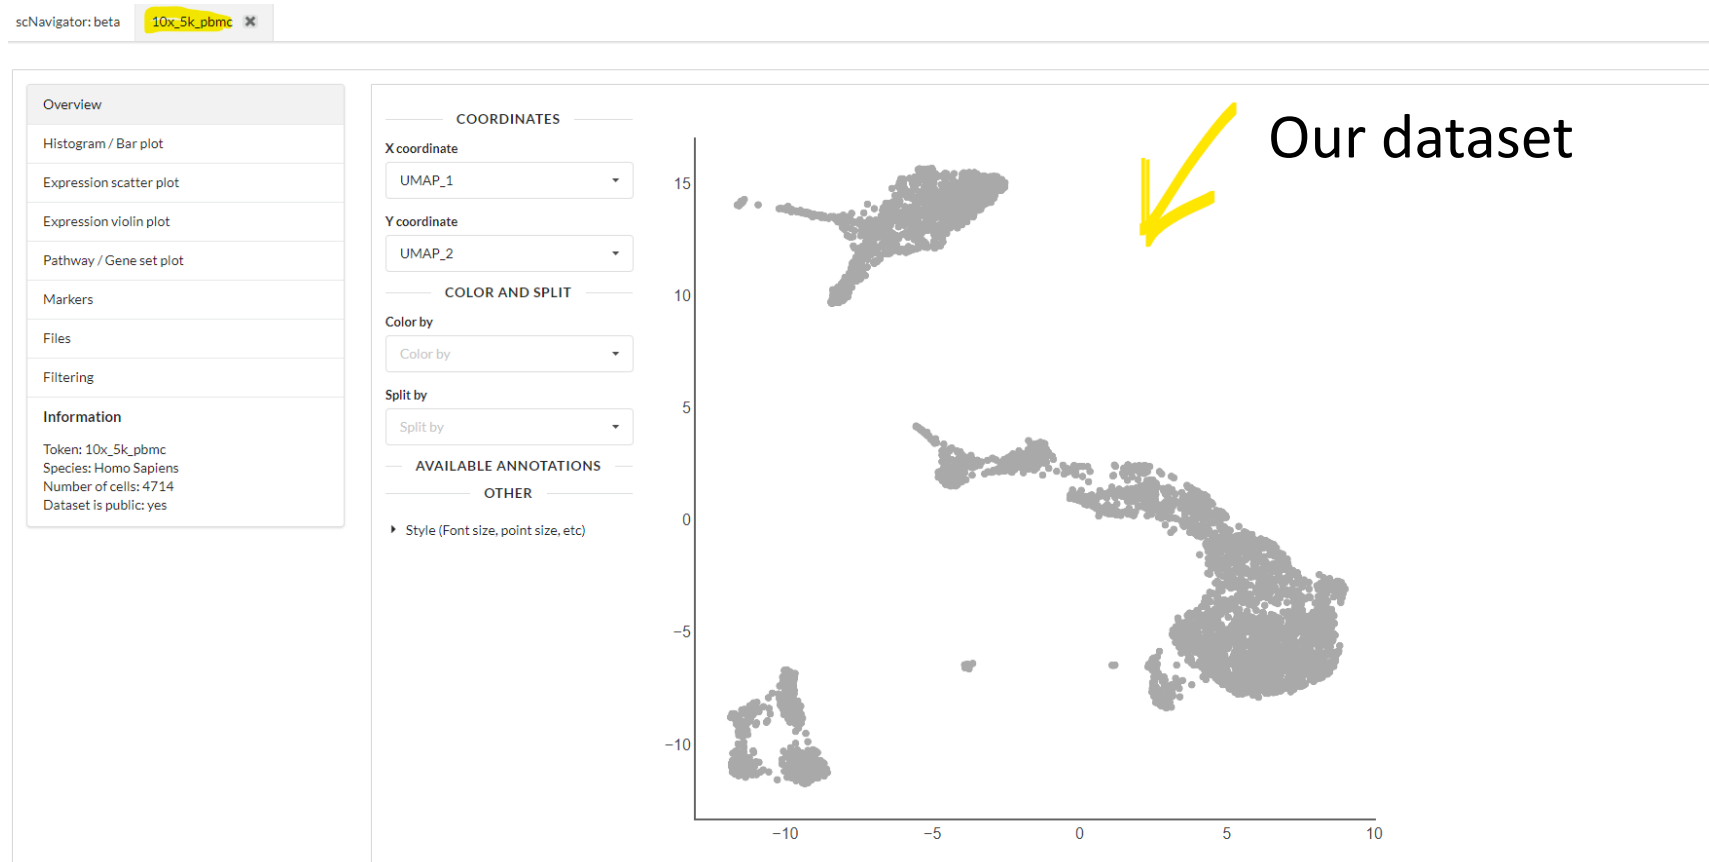 scNavigator: beta
10x_5k_pbmc ✖
Overview
Histogram / Bar plot
Expression scatter plot
Expression violin plot
Pathway / Gene set plot
Markers
Files
Filtering
Information
Token: 10x_5k_pbmc
Species: Homo Sapiens
Number of cells: 4714
Dataset is public: yes
COORDINATES
X coordinate
UMAP_1
Y coordinate
UMAP_2
COLOR AND SPLIT
Color by
Color by
Split by
Split by
AVAILABLE ANNOTATIONS
OTHER
Style (Font size, point size, etc)
Our dataset
15
10
5
0
−5
−10
−10 −5 0 5 10